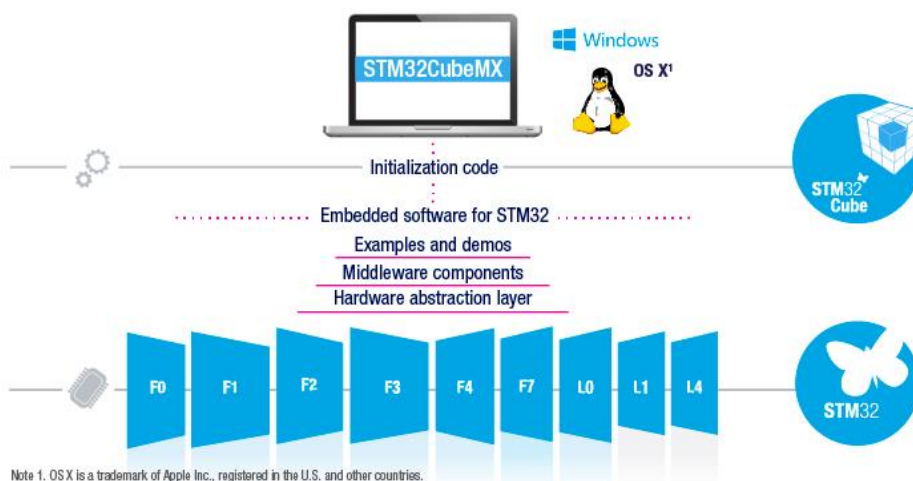 STM32CubeMX
Windows
OS X¹
Initialization code
STM32
Cube
Embedded software for STM32
Examples and demos
Middleware components
Hardware abstraction layer
F0 F1 F2 F3 F4 F7 L0 L1 L4
STM32
Note 1. OS X is a trademark of Apple Inc., registered in the U.S. and other countries.